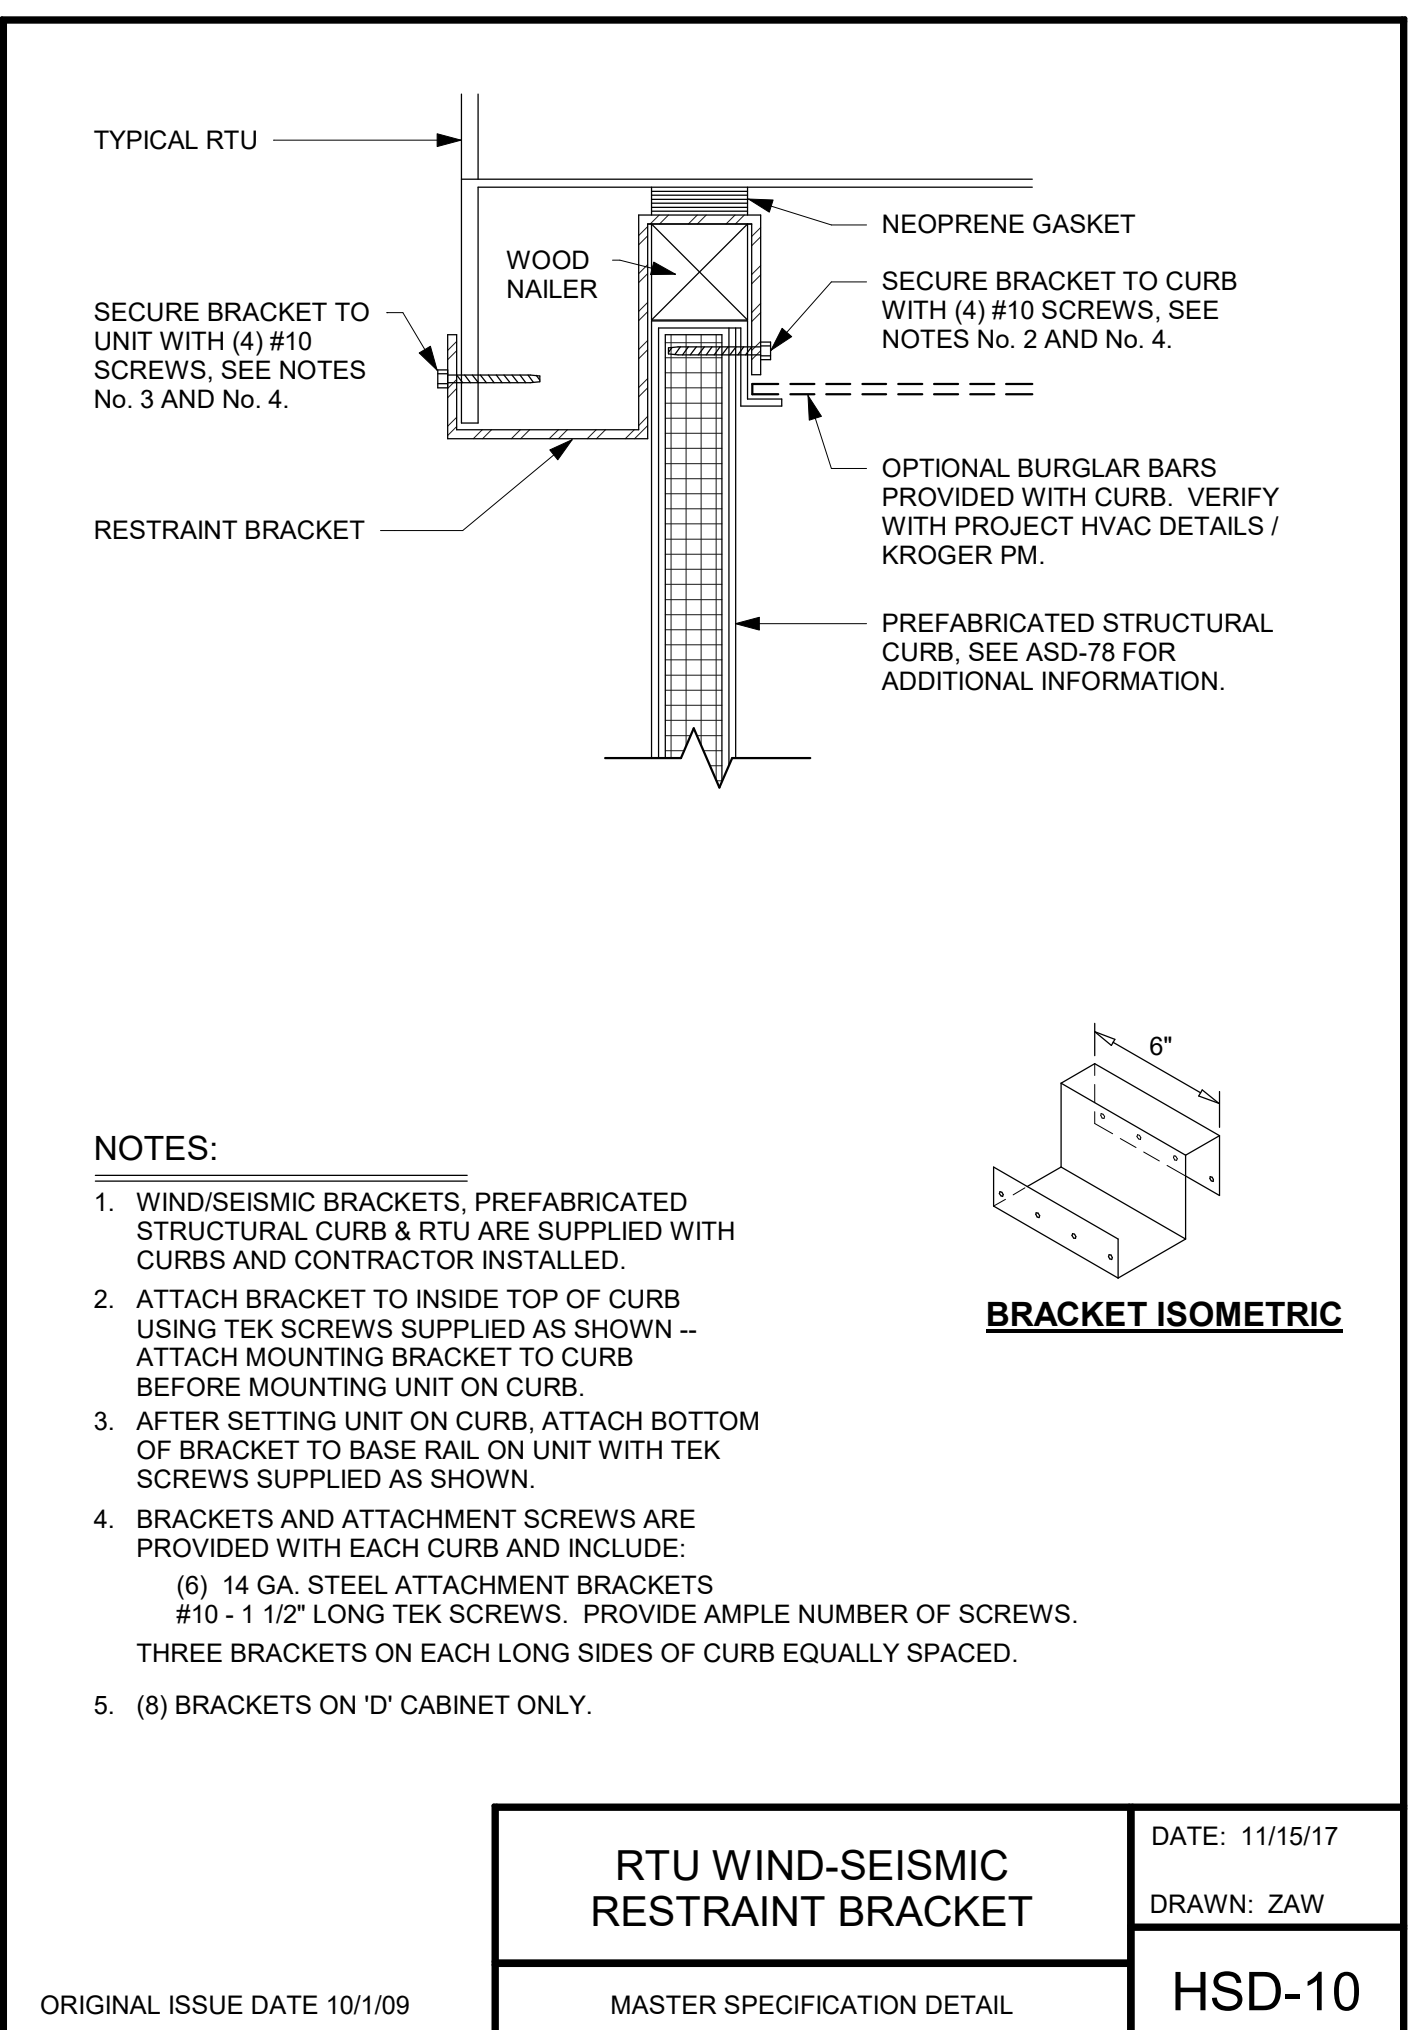 TYPICAL RTU
NEOPRENE GASKET
WOOD
NAILER
SECURE BRACKET TO CURB
WITH (4) #10 SCREWS, SEE
NOTES No. 2 AND No. 4.
SECURE BRACKET TO
UNIT WITH (4) #10
SCREWS, SEE NOTES
No. 3 AND No. 4.
OPTIONAL BURGLAR BARS
PROVIDED WITH CURB.  VERIFY
WITH PROJECT HVAC DETAILS /
KROGER PM.
RESTRAINT BRACKET
PREFABRICATED STRUCTURAL
CURB, SEE ASD-78 FOR
ADDITIONAL INFORMATION.
6"
BRACKET ISOMETRIC
NOTES:
1. WIND/SEISMIC BRACKETS, PREFABRICATED
STRUCTURAL CURB & RTU ARE SUPPLIED WITH
CURBS AND CONTRACTOR INSTALLED.
2. ATTACH BRACKET TO INSIDE TOP OF CURB
USING TEK SCREWS SUPPLIED AS SHOWN --
ATTACH MOUNTING BRACKET TO CURB
BEFORE MOUNTING UNIT ON CURB.
3. AFTER SETTING UNIT ON CURB, ATTACH BOTTOM
OF BRACKET TO BASE RAIL ON UNIT WITH TEK
SCREWS SUPPLIED AS SHOWN.
4. BRACKETS AND ATTACHMENT SCREWS ARE
PROVIDED WITH EACH CURB AND INCLUDE:
(6)  14 GA. STEEL ATTACHMENT BRACKETS
#10 - 1 1/2" LONG TEK SCREWS.  PROVIDE AMPLE NUMBER OF SCREWS.
THREE BRACKETS ON EACH LONG SIDES OF CURB EQUALLY SPACED.
5. (8) BRACKETS ON 'D' CABINET ONLY.
RTU WIND-SEISMIC
RESTRAINT BRACKET
DATE:  11/15/17
DRAWN:  ZAW
ORIGINAL ISSUE DATE 10/1/09
MASTER SPECIFICATION DETAIL
HSD-10